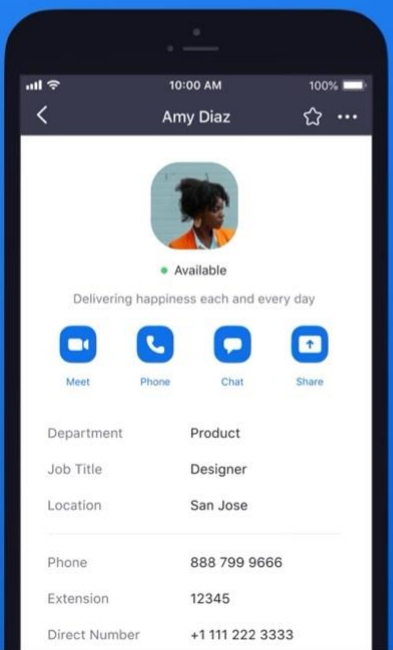 10:00 AM 100%
Amy Diaz
Available
Delivering happiness each and every day
Meet Phone Chat Share
Department Product
Job Title Designer
Location San Jose
Phone 888 799 9666
Extension 12345
Direct Number +1 111 222 3333